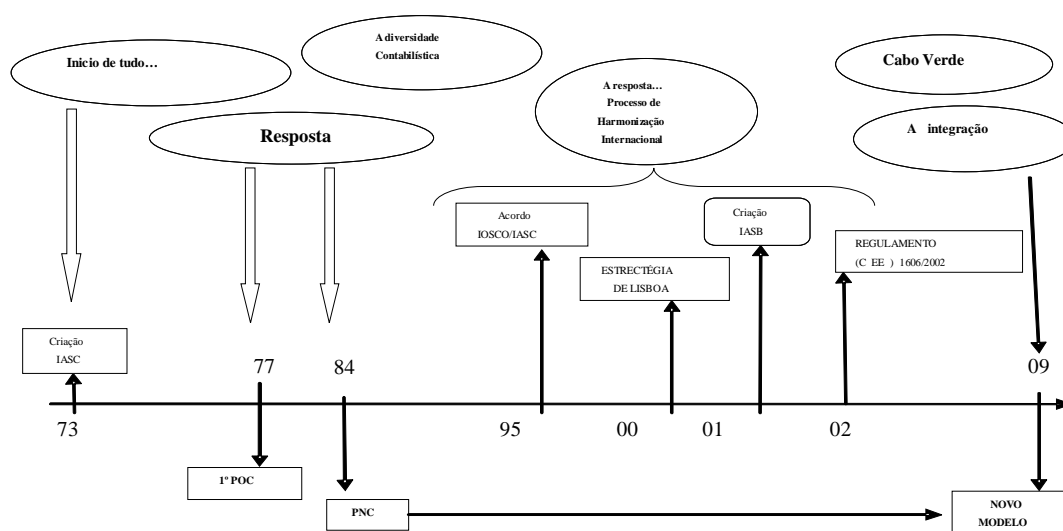 Inicio de tudo…
A diversidade
Contabilística
Resposta
A resposta…
Processo de
Harmonização
Internacional
Cabo Verde
A integração
Acordo
IOSCO/IASC
Criação
IASB
ESTRECTÉGIA
DE LISBOA
REGULAMENTO
(C EE ) 1606/2002
Criação
IASC
77
84
09
73
95
00
01
02
1º POC
PNC
NOVO
MODELO